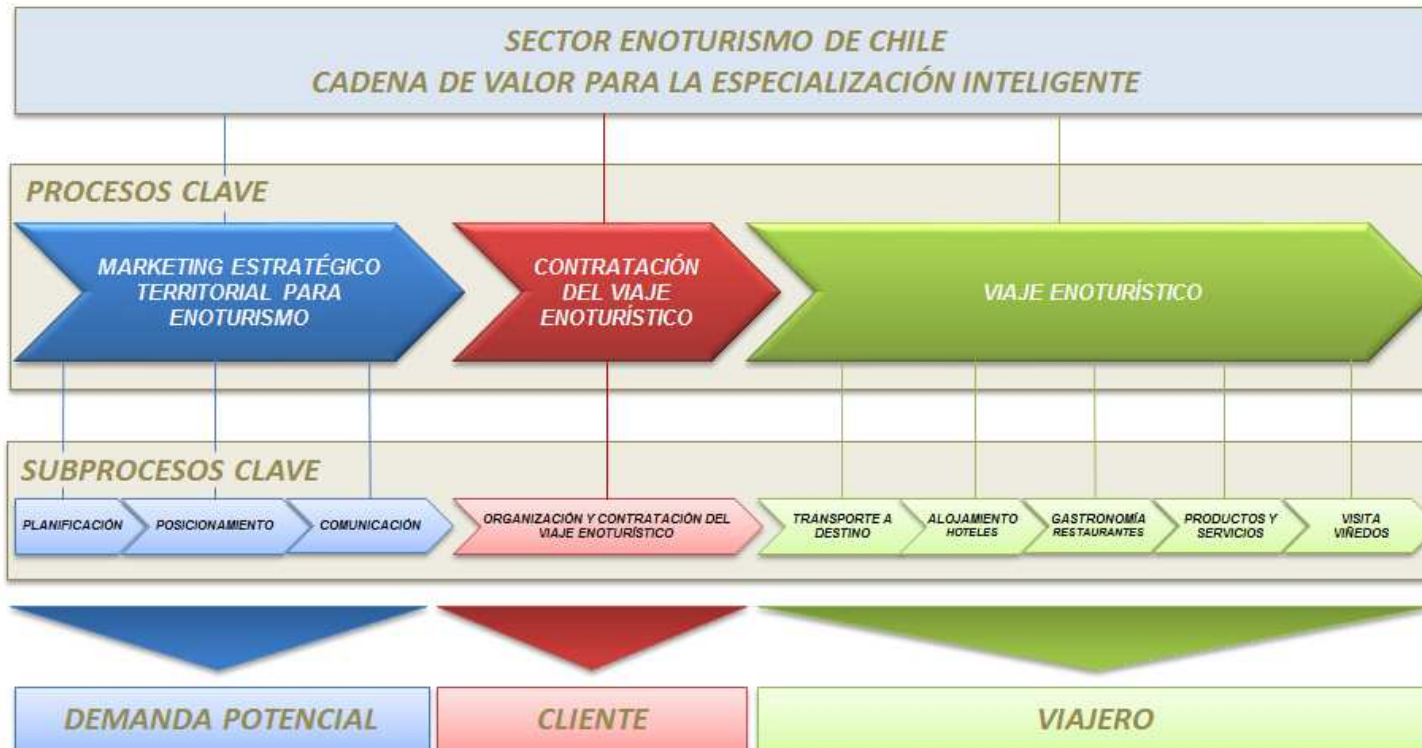 SECTOR ENOTURISMO DE CHILE
CADENA DE VALOR PARA LA ESPECIALIZACIÓN INTELIGENTE
PROCESOS CLAVE
MARKETING ESTRATÉGICO
TERRITORIAL PARA
ENOTURISMO
CONTRATACIÓN
DEL VIAJE
ENOTURÍSTICO
VIAJE ENOTURÍSTICO
SUBPROCESOS CLAVE
PLANIFICACIÓN
POSICIONAMIENTO
COMUNICACIÓN
ORGANIZACIÓN Y CONTRATACIÓN DEL
VIAJE ENOTURÍSTICO
TRANSPORTE A
DESTINO
ALOJAMIENTO
HOTELES
GASTRONOMÍA
RESTAURANTES
PRODUCTOS Y
SERVICIOS
VISITA
VIÑEDOS
DEMANDA POTENCIAL
CLIENTE
VIAJERO